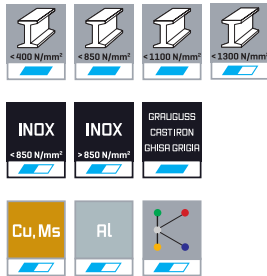 <400 N/mm² <850 N/mm² <1100 N/mm² <1300 N/mm²
INOX INOX GRAUGUSS
CAST IRON
GHISA GRIGIA
<850 N/mm² >850 N/mm²
Cu, Ms Al